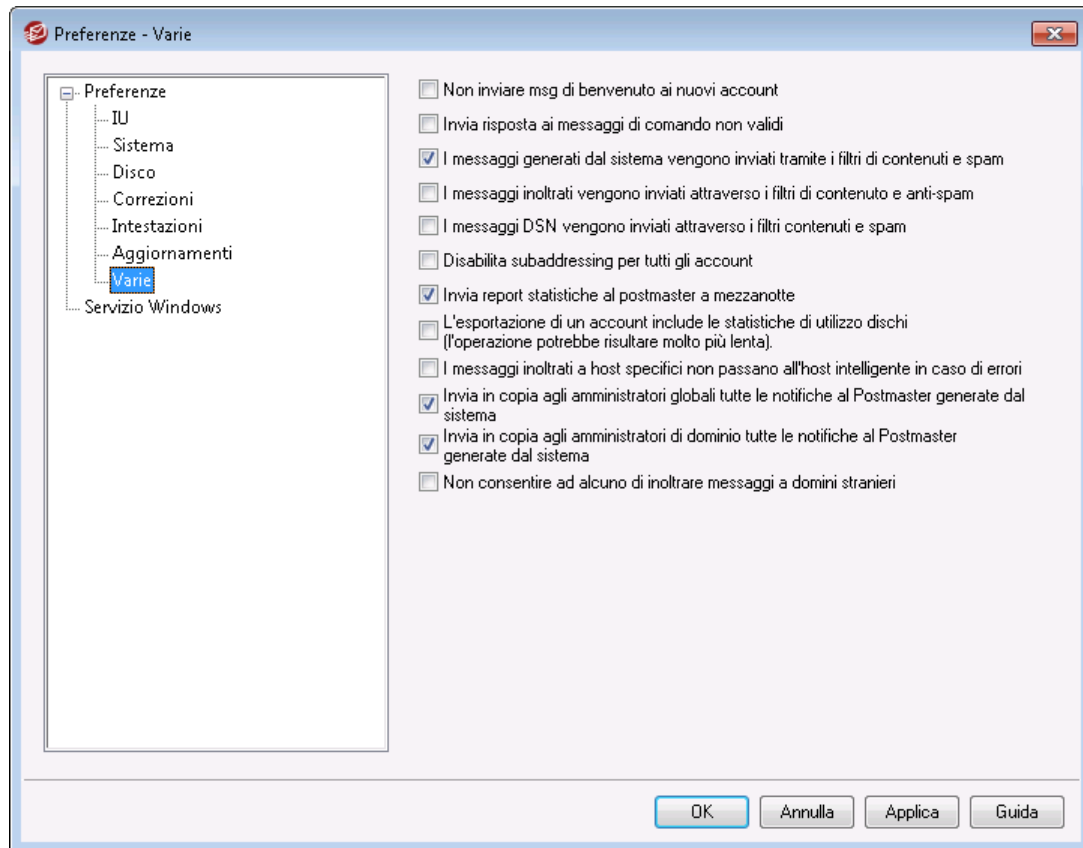 Preferenze - Varie
Preferenze
IU
Sistema
Disco
Correzioni
Intestazioni
Aggiornamenti
Varie
Servizio Windows
Non inviare msg di benvenuto ai nuovi account
Invia risposta ai messaggi di comando non validi
I messaggi generati dal sistema vengono inviati tramite i filtri di contenuti e spam
I messaggi inoltrati vengono inviati attraverso i filtri di contenuto e anti-spam
I messaggi DSN vengono inviati attraverso i filtri contenuti e spam
Disabilita subaddressing per tutti gli account
Invia report statistiche al postmaster a mezzanotte
L'esportazione di un account include le statistiche di utilizzo dischi
(l'operazione potrebbe risultare molto più lenta).
I messaggi inoltrati a host specifici non passano all'host intelligente in caso di errori
Invia in copia agli amministratori globali tutte le notifiche al Postmaster generate dal
sistema
Invia in copia agli amministratori di dominio tutte le notifiche al Postmaster
generate dal sistema
Non consentire ad alcuno di inoltrare messaggi a domini stranieri
OK
Annulla
Applica
Guida